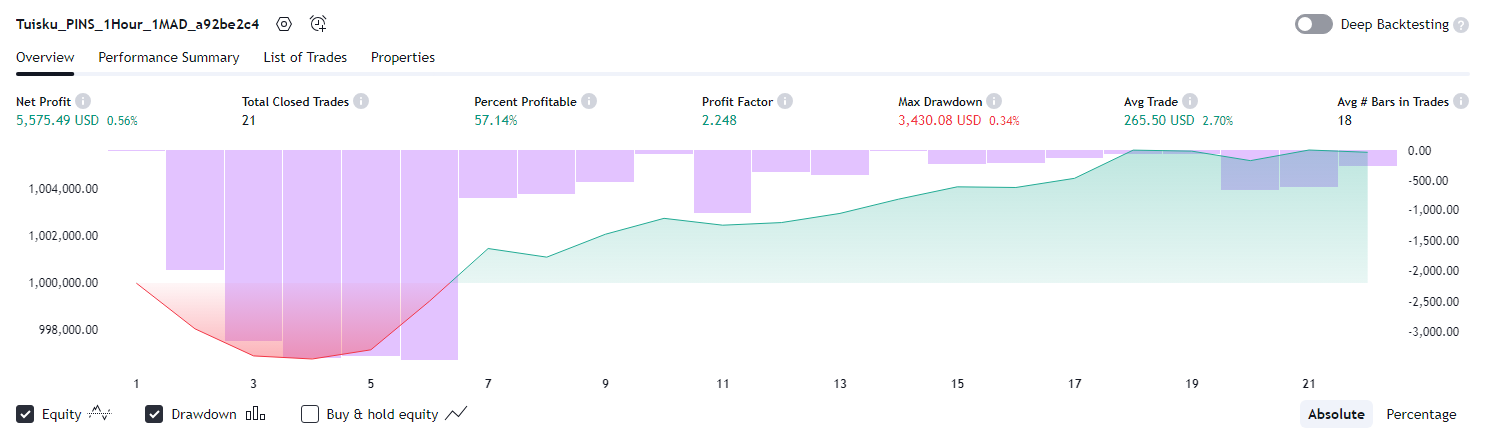 Tuisku_PINS_1Hour_1MAD_a92be2c4 Deep Backtesting ?
Overview Performance Summary List of Trades Properties
Net Profit i Total Closed Trades i Percent Profitable i Profit Factor i Max Drawdown i Avg Trade i Avg # Bars in Trades i
5,575.49 USD 0.56% 21 57.14% 2.248 3,430.08 USD 0.34% 265.50 USD 2.70% 18
0.00
1,004,000.00 -500.00
-1,000.00
1,002,000.00 -1,500.00
-2,000.00
1,000,000.00
-2,500.00
998,000.00 -3,000.00
1 3 5 7 9 11 13 15 17 19 21
Equity Drawdown Buy & hold equity Absolute Percentage